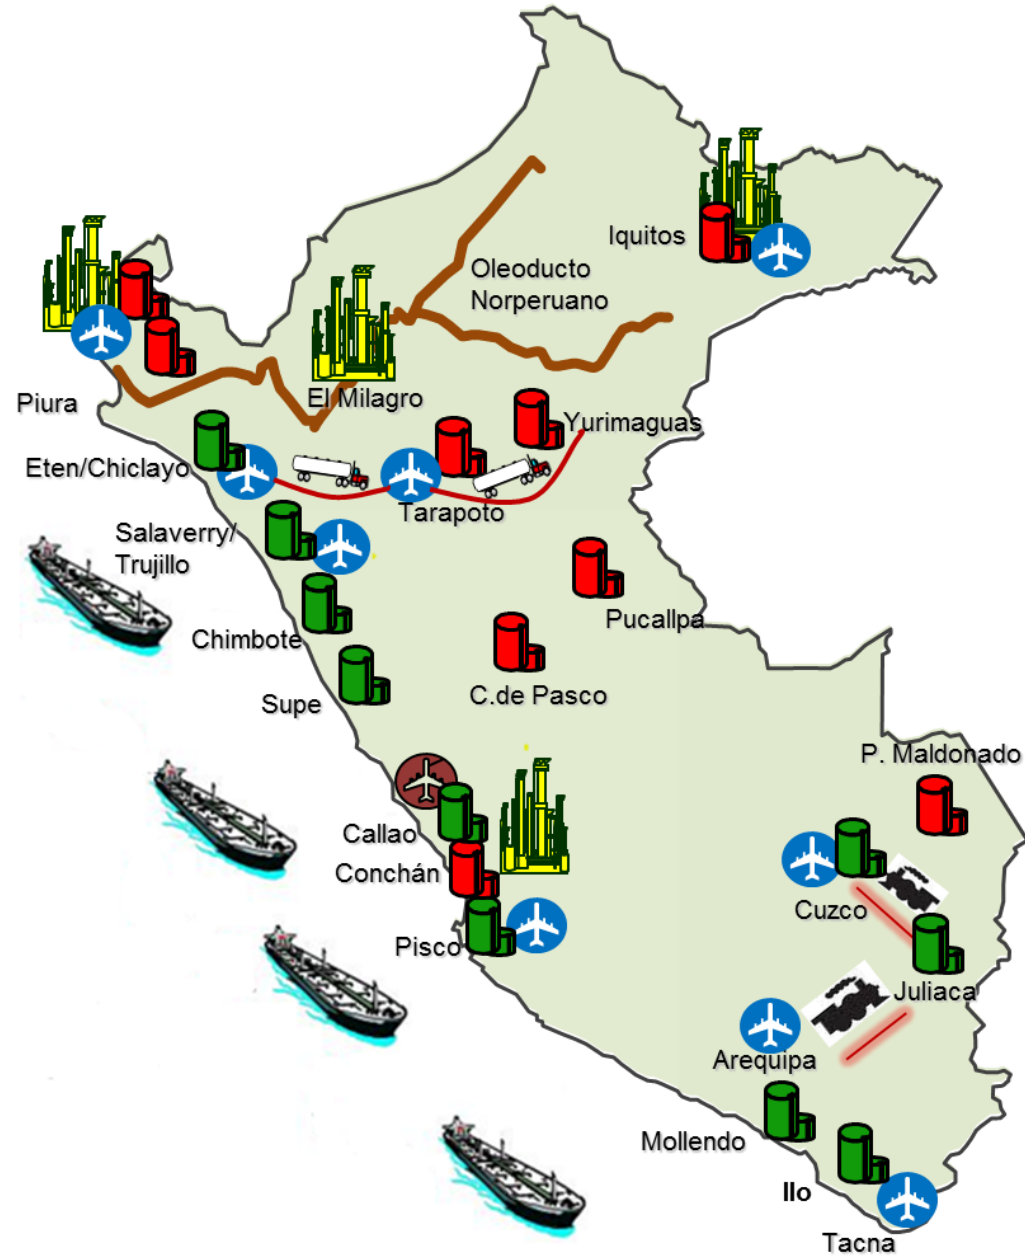 Iquitos
Oleoducto
Norperuano
El Milagro
Piura
Yurimaguas
Eten/Chiclayo
Tarapoto
Salaverry/
Trujillo
Pucallpa
Chimbote
C.de Pasco
Supe
P. Maldonado
Callao
Conchán
Cuzco
Pisco
Juliaca
Arequipa
Mollendo
Ilo
Tacna